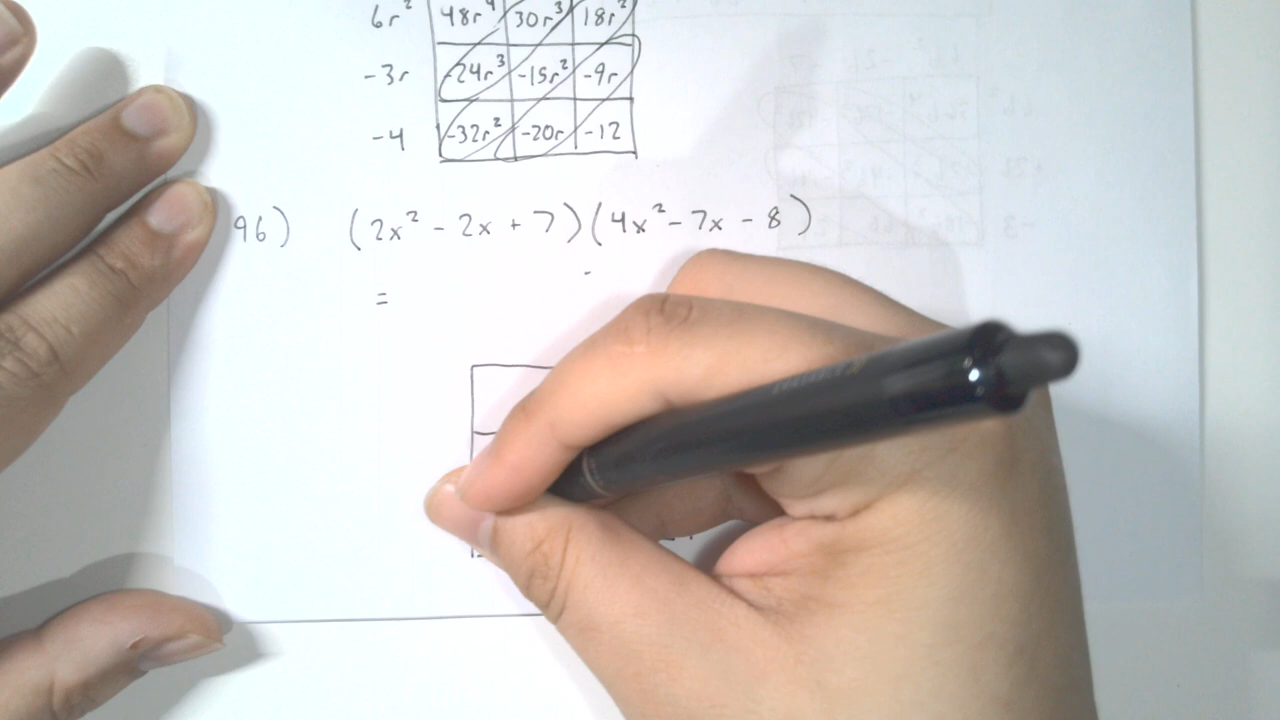 6r² 48r⁴ 30r³ 18r²
-3r -24r³ -15r² -9r
-4 -32r² -20r -12
96) (2x² - 2x + 7)(4x² - 7x - 8)
=